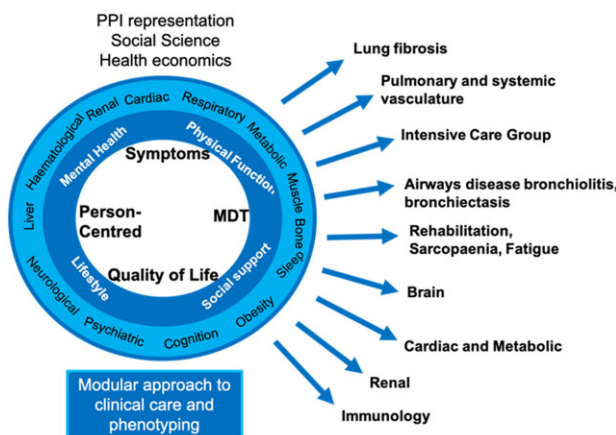 PPI representation
Social Science
Health economics
Haematological
Renal
Cardiac
Respiratory
Metabolic
Muscle
Bone
Sleep
Obesity
Cognition
Psychiatric
Neurological
Liver
Mental Health
Physical Function
Social support
Lifestyle
Symptoms
Person-
Centred
MDT
Quality of Life
Modular approach to
clinical care and
phenotyping
Lung fibrosis
Pulmonary and systemic
vasculature
Intensive Care Group
Airways disease bronchiolitis,
bronchiectasis
Rehabilitation,
Sarcopaenia, Fatigue
Brain
Cardiac and Metabolic
Renal
Immunology